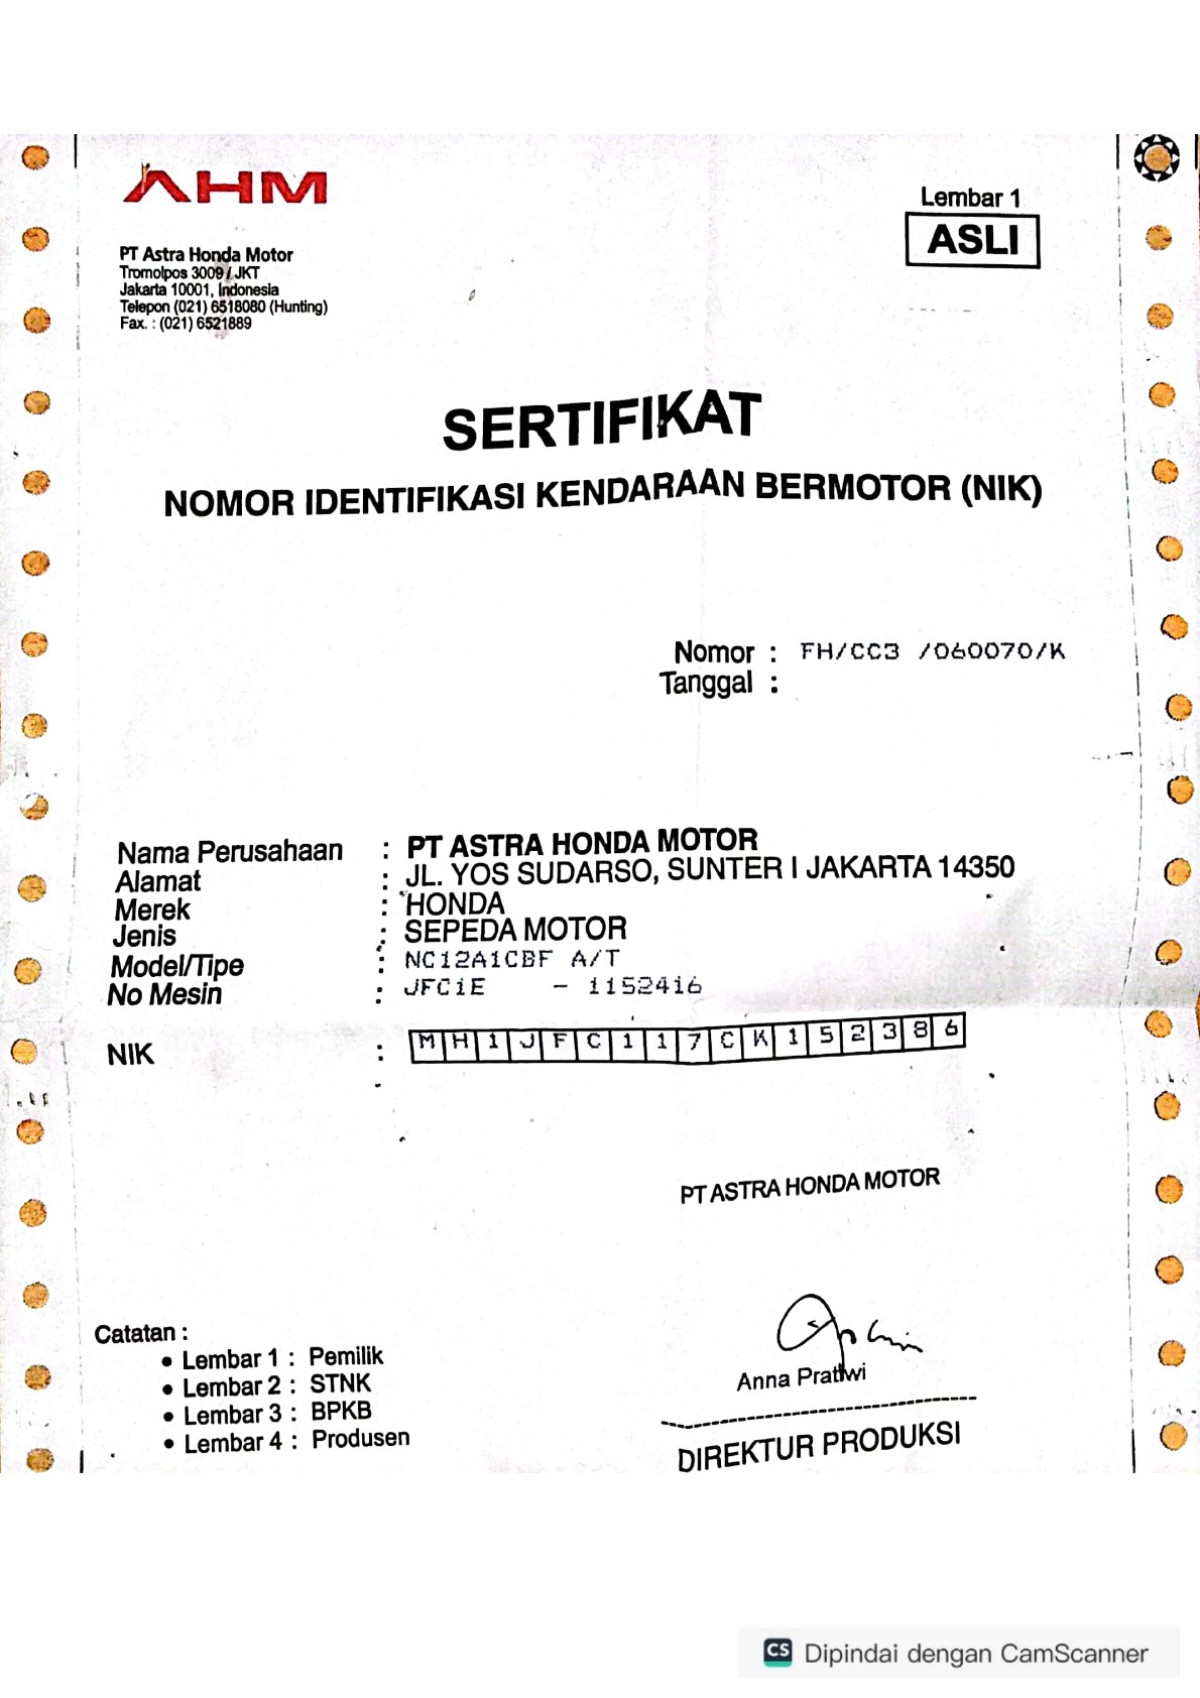 AHM
PT Astra Honda Motor
Tromolpos 3009 / JKT
Jakarta 10001, Indonesia
Telepon (021) 6518080 (Hunting)
Fax. : (021) 6521889
Lembar 1
ASLI
SERTIFIKAT
NOMOR IDENTIFIKASI KENDARAAN BERMOTOR (NIK)
Nomor : FH/CC3 /060070/K
Tanggal :
Nama Perusahaan : PT ASTRA HONDA MOTOR
Alamat : JL. YOS SUDARSO, SUNTER I JAKARTA 14350
Merek : HONDA
Jenis : SEPEDA MOTOR
Model/Tipe : NC12A1CBF A/T
No Mesin : JFC1E - 1152416
NIK : MH1JFC117CK152386
PT ASTRA HONDA MOTOR
Anna Pratiwi
DIREKTUR PRODUKSI
Catatan :
• Lembar 1 : Pemilik
• Lembar 2 : STNK
• Lembar 3 : BPKB
• Lembar 4 : Produsen
CS Dipindai dengan CamScanner